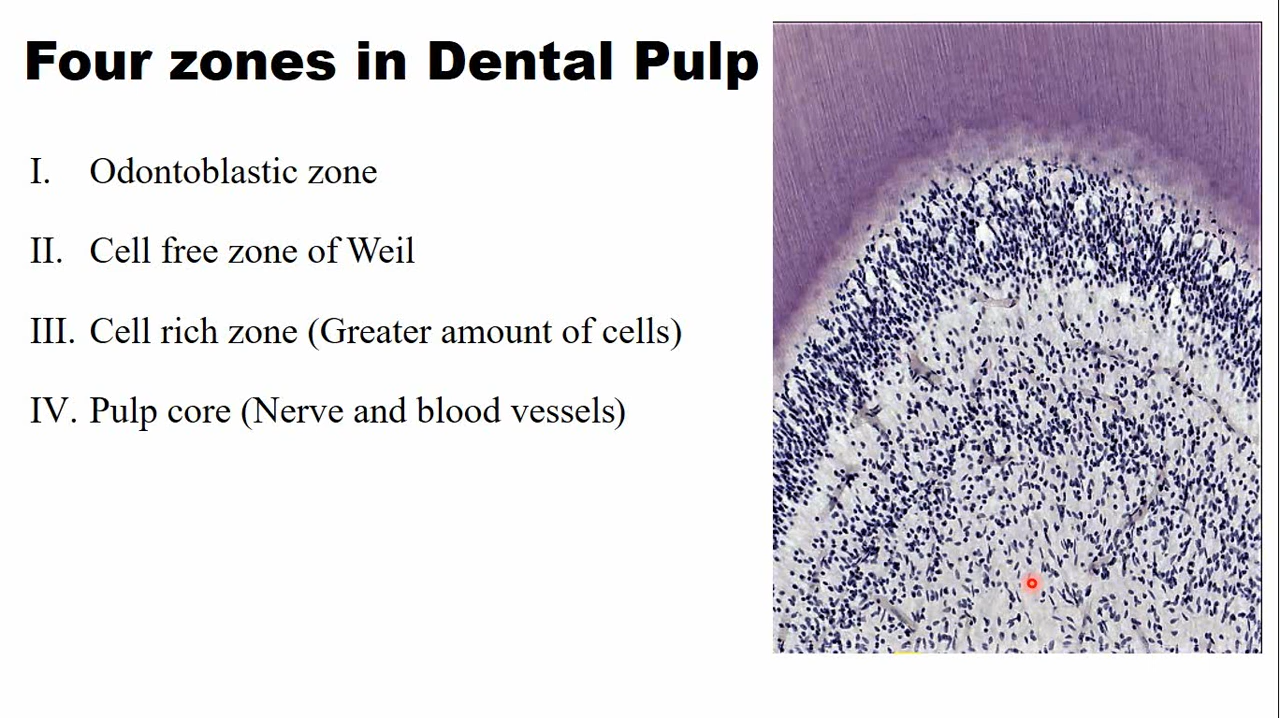 Four zones in Dental Pulp
I. Odontoblastic zone
II. Cell free zone of Weil
III. Cell rich zone (Greater amount of cells)
IV. Pulp core (Nerve and blood vessels)